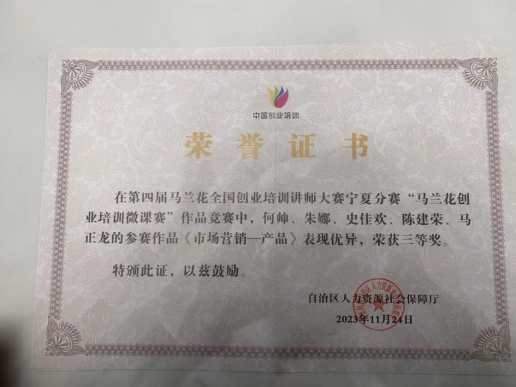 中国创业培训
荣誉证书
在第四届马兰花全国创业培训讲师大赛宁夏分赛“马兰花创
业培训微课赛”作品竞赛中，何帅、朱娜、史佳欢、陈建荣、马
正龙的参赛作品《市场营销—产品》表现优异，荣获三等奖。
特颁此证，以兹鼓励。
自治区人力资源社会保障厅
2023年11月24日